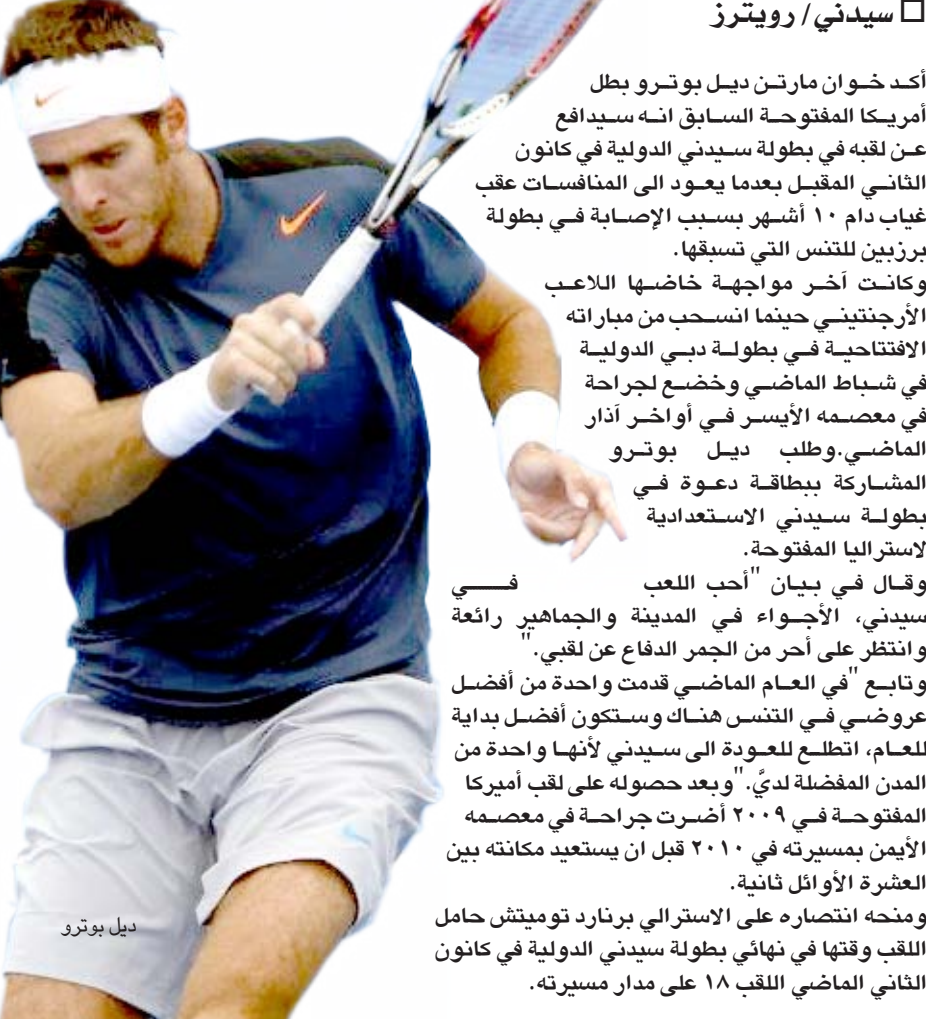 □ سيدني/ رويترز
أكد خوان مارتن ديل بوترو بطل
أمريكا المفتوحة السابق انه سيدافع
عن لقبه في بطولة سيدني الدولية في كانون
الثاني المقبل بعدما يعود الى المنافسات عقب
غياب دام ١٠ أشهر بسبب الإصابة في بطولة
برزبين للتنس التي تسبقها.
وكانت آخر مواجهة خاضها اللاعب
الأرجنتيني حينما انسحب من مباراته
الافتتاحية في بطولة دبي الدولية
في شباط الماضي وخضع لجراحة
في معصمه الأيسر في أواخر آذار
الماضي.وطلب ديل بوترو
المشاركة ببطاقة دعوة في
بطولة سيدني الاستعدادية
لاستراليا المفتوحة.
وقال في بيان "أحب اللعب في
سيدني، الأجواء في المدينة والجماهير رائعة
وانتظر على أحر من الجمر الدفاع عن لقبي."
وتابع "في العام الماضي قدمت واحدة من أفضل
عروضي في التنس هناك وستكون أفضل بداية
للعام، اتطلع للعودة الى سيدني لأنها واحدة من
المدن المفضلة لديَّ."وبعد حصوله على لقب أميركا
المفتوحة في ٢٠٠٩ أضرت جراحة في معصمه
الأيمن بمسيرته في ٢٠١٠ قبل ان يستعيد مكانته بين
العشرة الأوائل ثانية.
ومنحه انتصاره على الاسترالي برنارد توميتش حامل
اللقب وقتها في نهائي بطولة سيدني الدولية في كانون
الثاني الماضي اللقب ١٨ على مدار مسيرته.
ديل بوترو